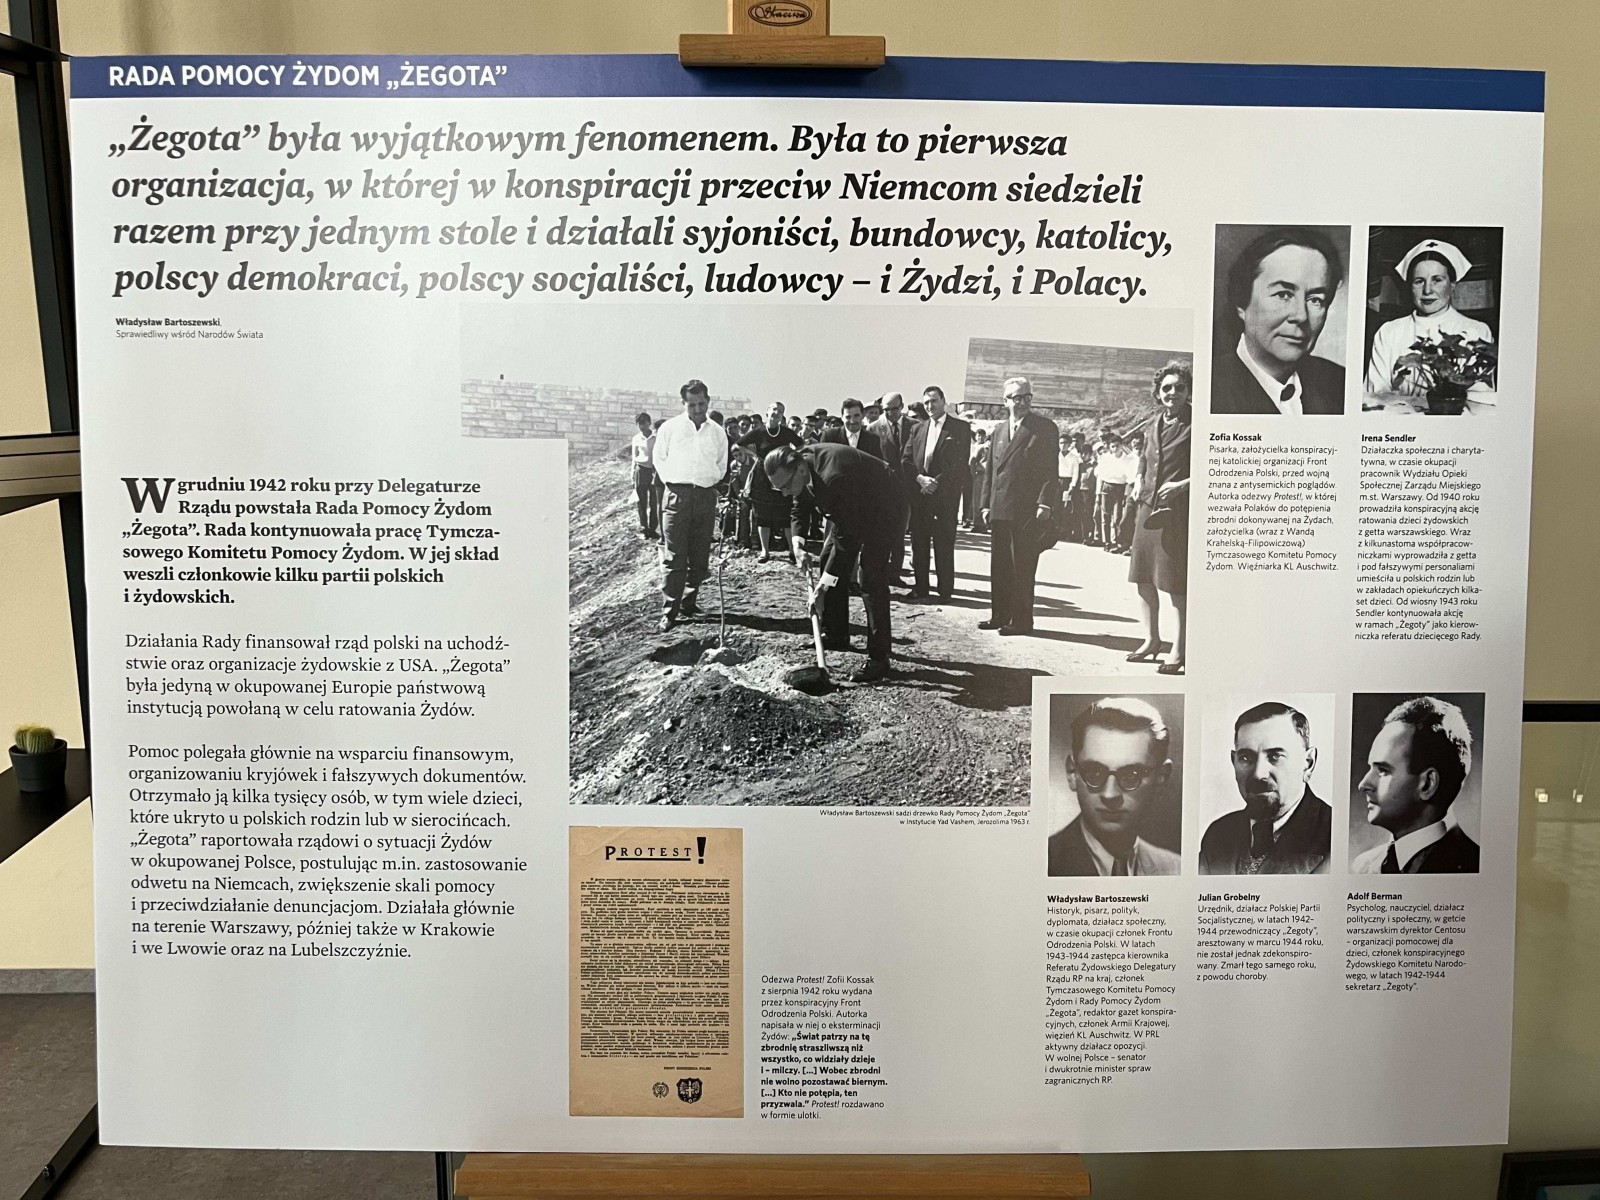 RADA POMOCY ŻYDOM „ŻEGOTA”
„Żegota” była wyjątkowym fenomenem. Była to pierwsza
organizacja, w której w konspiracji przeciw Niemcom siedzieli
razem przy jednym stole i działali syjoniści, bundowcy, katolicy,
polscy demokraci, polscy socjaliści, ludowcy – i Żydzi, i Polacy.
Władysław Bartoszewski,
Sprawiedliwy wśród Narodów Świata
W grudniu 1942 roku przy Delegaturze
Rządu powstała Rada Pomocy Żydom
„Żegota”. Rada kontynuowała pracę Tymcza-
sowego Komitetu Pomocy Żydom. W jej skład
weszli członkowie kilku partii polskich
i żydowskich.
Działania Rady finansował rząd polski na uchodź-
stwie oraz organizacje żydowskie z USA. „Żegota”
była jedyną w okupowanej Europie państwową
instytucją powołaną w celu ratowania Żydów.
Pomoc polegała głównie na wsparciu finansowym,
organizowaniu kryjówek i fałszywych dokumentów.
Otrzymało ją kilka tysięcy osób, w tym wiele dzieci,
które ukryto u polskich rodzin lub w sierocińcach.
„Żegota” raportowała rządowi o sytuacji Żydów
w okupowanej Polsce, postulując m.in. zastosowanie
odwetu na Niemcach, zwiększenie skali pomocy
i przeciwdziałanie denuncjacjom. Działała głównie
na terenie Warszawy, później także w Krakowie
i we Lwowie oraz na Lubelszczyźnie.
Władysław Bartoszewski sadzi drzewko Rady Pomocy Żydom „Żegota”
w Instytucie Yad Vashem, Jerozolima 1963 r.
PROTEST!
Odezwa Protest! Zofii Kossak
z sierpnia 1942 roku wydana
przez konspiracyjny Front
Odrodzenia Polski. Autorka
napisała w niej o eksterminacji
Żydów: „Świat patrzy na tę
zbrodnię straszliwszą niż
wszystko, co widziały dzieje
i – milczy. [...] Wobec zbrodni
nie wolno pozostawać biernym.
[...] Kto nie potępia, ten
przyzwala.” Protest! rozdawano
w formie ulotki.
Zofia Kossak
Pisarka, założycielka konspiracyj-
nej katolickiej organizacji Front
Odrodzenia Polski, przed wojną
znana z antysemickich poglądów.
Autorka odezwy Protest!, w której
wezwała Polaków do potępienia
zbrodni dokonywanej na Żydach,
założycielka (wraz z Wandą
Krahelską-Filipowiczową)
Tymczasowego Komitetu Pomocy
Żydom. Więźniarka KL Auschwitz.
Irena Sendler
Działaczka społeczna i charyta-
tywna, w czasie okupacji
pracownik Wydziału Opieki
Społecznej Zarządu Miejskiego
m.st. Warszawy. Od 1940 roku
prowadziła konspiracyjną akcję
ratowania dzieci żydowskich
z getta warszawskiego. Wraz
z kilkunastoma współpracow-
niczkami wyprowadziła z getta
i pod fałszywymi personaliami
umieściła u polskich rodzin lub
w zakładach opiekuńczych kilka-
set dzieci. Od wiosny 1943 roku
Sendler kontynuowała akcję
w ramach „Żegoty” jako kierow-
niczka referatu dziecięcego Rady.
Władysław Bartoszewski
Historyk, pisarz, polityk,
dyplomata, działacz społeczny,
w czasie okupacji członek Frontu
Odrodzenia Polski. W latach
1943-1944 zastępca kierownika
Referatu Żydowskiego Delegatury
Rządu RP na kraj, członek
Tymczasowego Komitetu Pomocy
Żydom i Rady Pomocy Żydom
„Żegota”, redaktor gazet konspira-
cyjnych, członek Armii Krajowej,
więzień KL Auschwitz. W PRL
aktywny działacz opozycji.
W wolnej Polsce – senator
i dwukrotnie minister spraw
zagranicznych RP.
Julian Grobelny
Urzędnik, działacz Polskiej Partii
Socjalistycznej, w latach 1942-
1944 przewodniczący „Żegoty”,
aresztowany w marcu 1944 roku,
nie został jednak zdekonspiro-
wany. Zmarł tego samego roku,
z powodu choroby.
Adolf Berman
Psycholog, nauczyciel, działacz
polityczny i społeczny, w getcie
warszawskim dyrektor Centosu
– organizacji pomocowej dla
dzieci, członek konspiracyjnego
Żydowskiego Komitetu Narodo-
wego, w latach 1942-1944
sekretarz „Żegoty”.